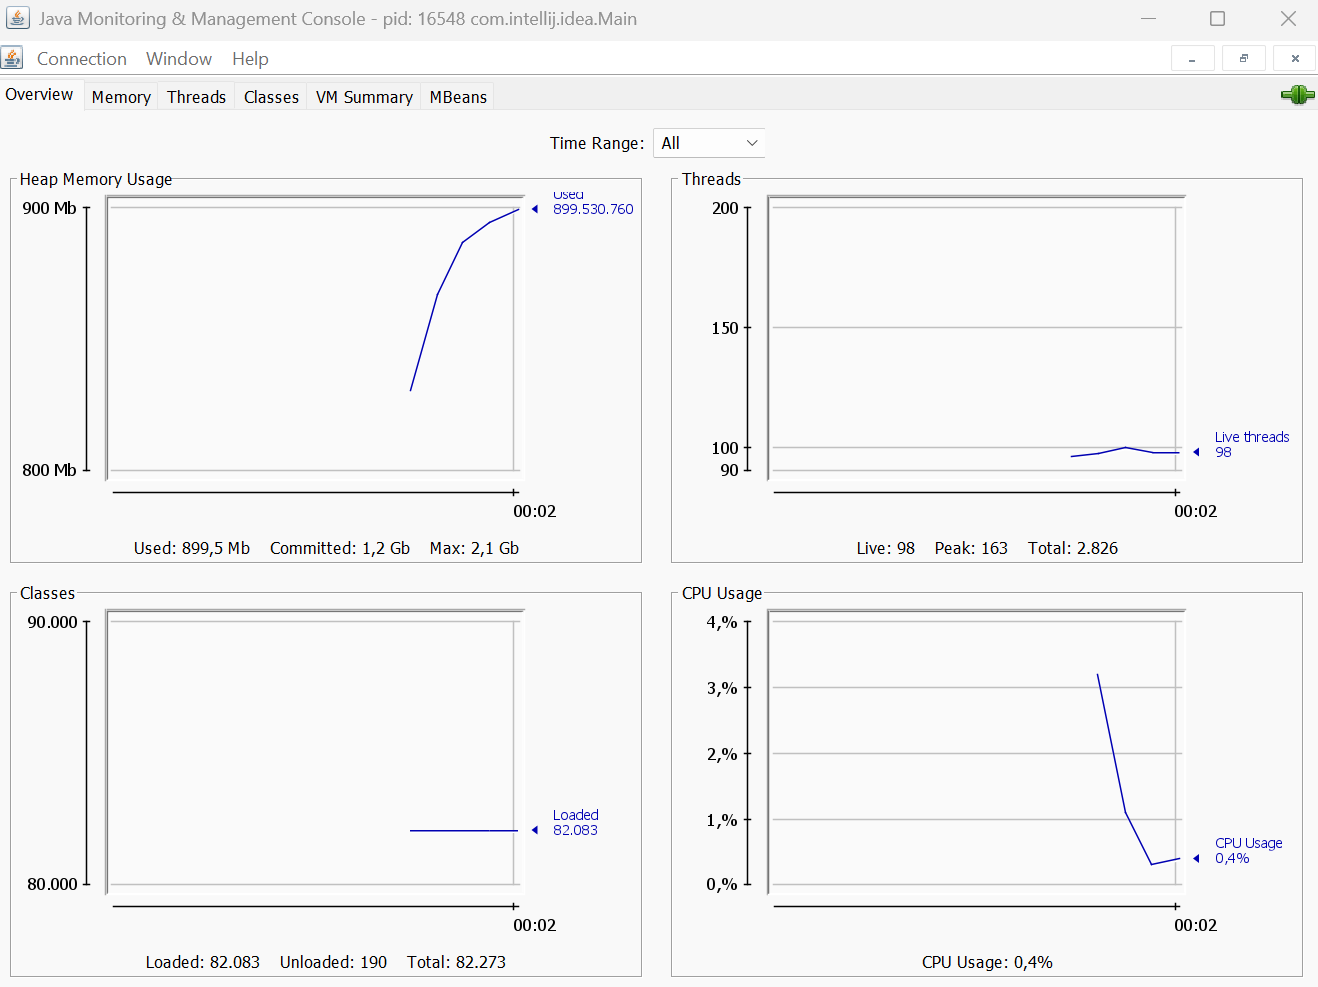 Java Monitoring & Management Console - pid: 16548 com.intellij.idea.Main
Connection Window Help
Overview Memory Threads Classes VM Summary MBeans
Time Range: All
Heap Memory Usage
900 Mb
800 Mb
Used
899.530.760
00:02
Used: 899,5 Mb Committed: 1,2 Gb Max: 2,1 Gb
Threads
200
150
100
90
Live threads
98
00:02
Live: 98 Peak: 163 Total: 2.826
Classes
90.000
80.000
Loaded
82.083
00:02
Loaded: 82.083 Unloaded: 190 Total: 82.273
CPU Usage
4,%
3,%
2,%
1,%
0,%
CPU Usage
0,4%
00:02
CPU Usage: 0,4%